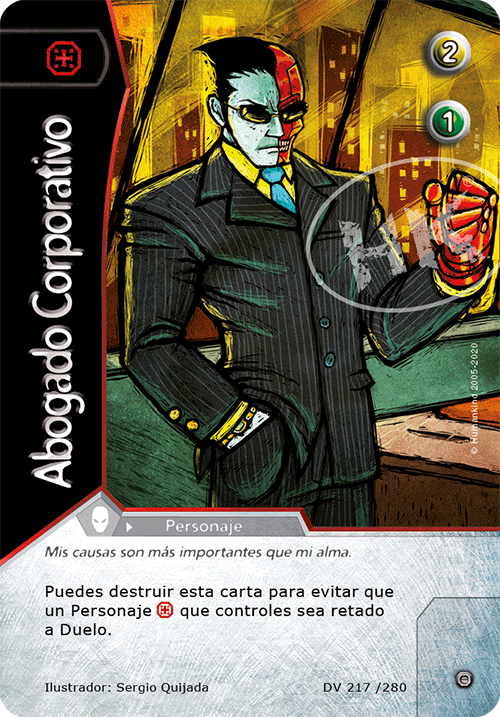 2
1
Abogado Corporativo
HK
© Humankind 2005-2020
Personaje
Mis causas son más importantes que mi alma.
Puedes destruir esta carta para evitar que
un Personaje que controles sea retado
a Duelo.
Ilustrador: Sergio Quijada DV 217 /280